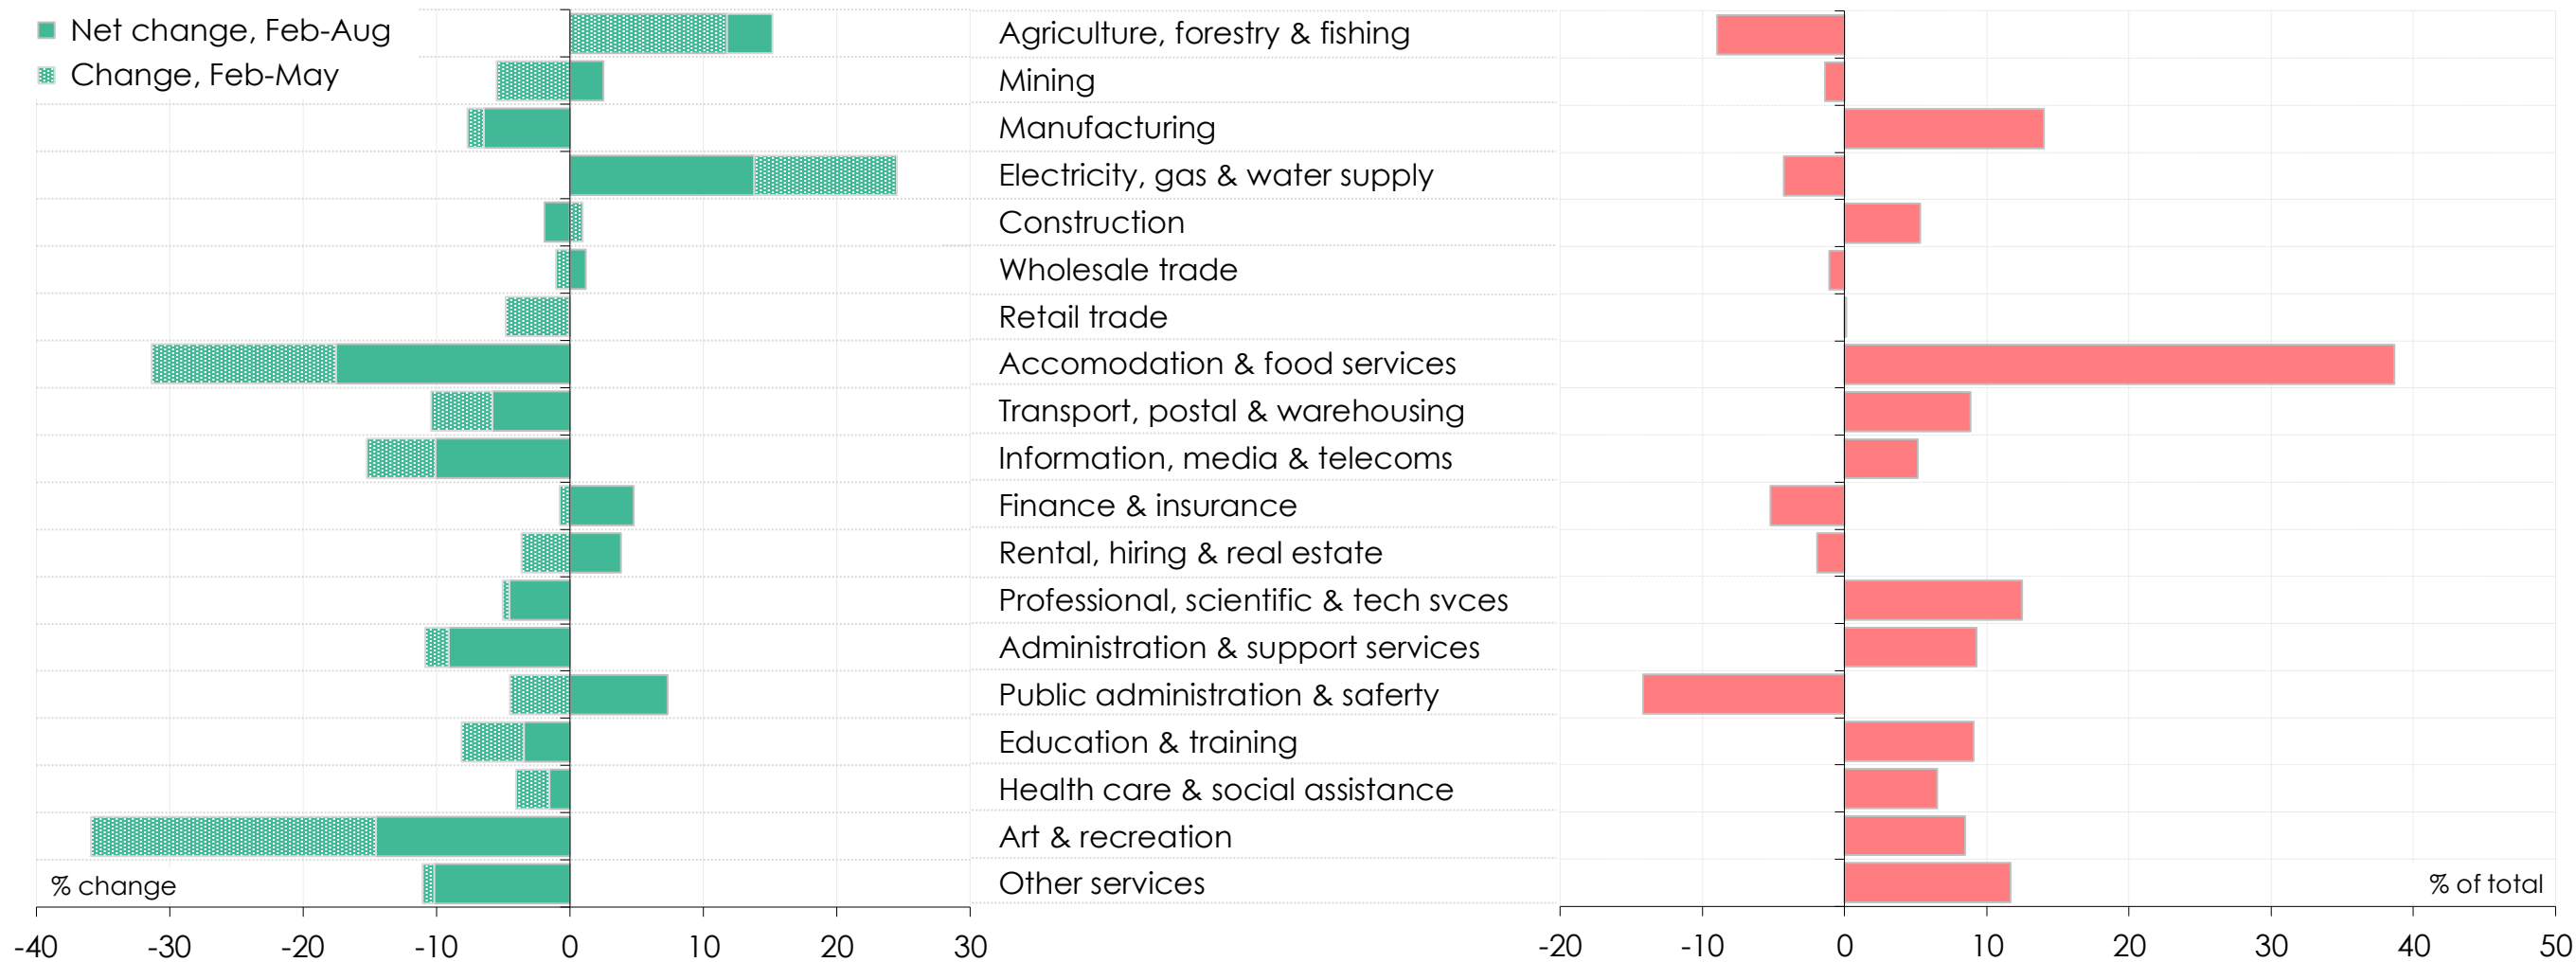 Net change, Feb-Aug
Change, Feb-May
Agriculture, forestry & fishing
Mining
Manufacturing
Electricity, gas & water supply
Construction
Wholesale trade
Retail trade
Accomodation & food services
Transport, postal & warehousing
Information, media & telecoms
Finance & insurance
Rental, hiring & real estate
Professional, scientific & tech svces
Administration & support services
Public administration & saferty
Education & training
Health care & social assistance
Art & recreation
Other services
% change
% of total
-40 -30 -20 -10 0 10 20 30
-20 -10 0 10 20 30 40 50